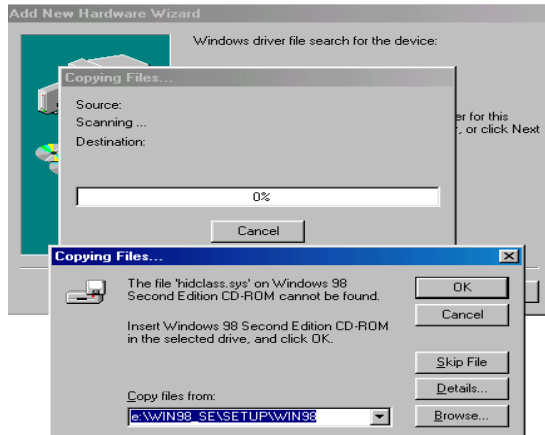 Add New Hardware Wizard
Windows driver file search for the device:
er for this
, or click Next
Copying Files...
Source:
Scanning ...
Destination:
0%
Cancel
Copying Files...
The file 'hidclass.sys' on Windows 98
Second Edition CD-ROM cannot be found.
Insert Windows 98 Second Edition CD-ROM
in the selected drive, and click OK.
Copy files from:
e:\WIN98_SE\SETUP\WIN98
OK
Cancel
Skip File
Details...
Browse...